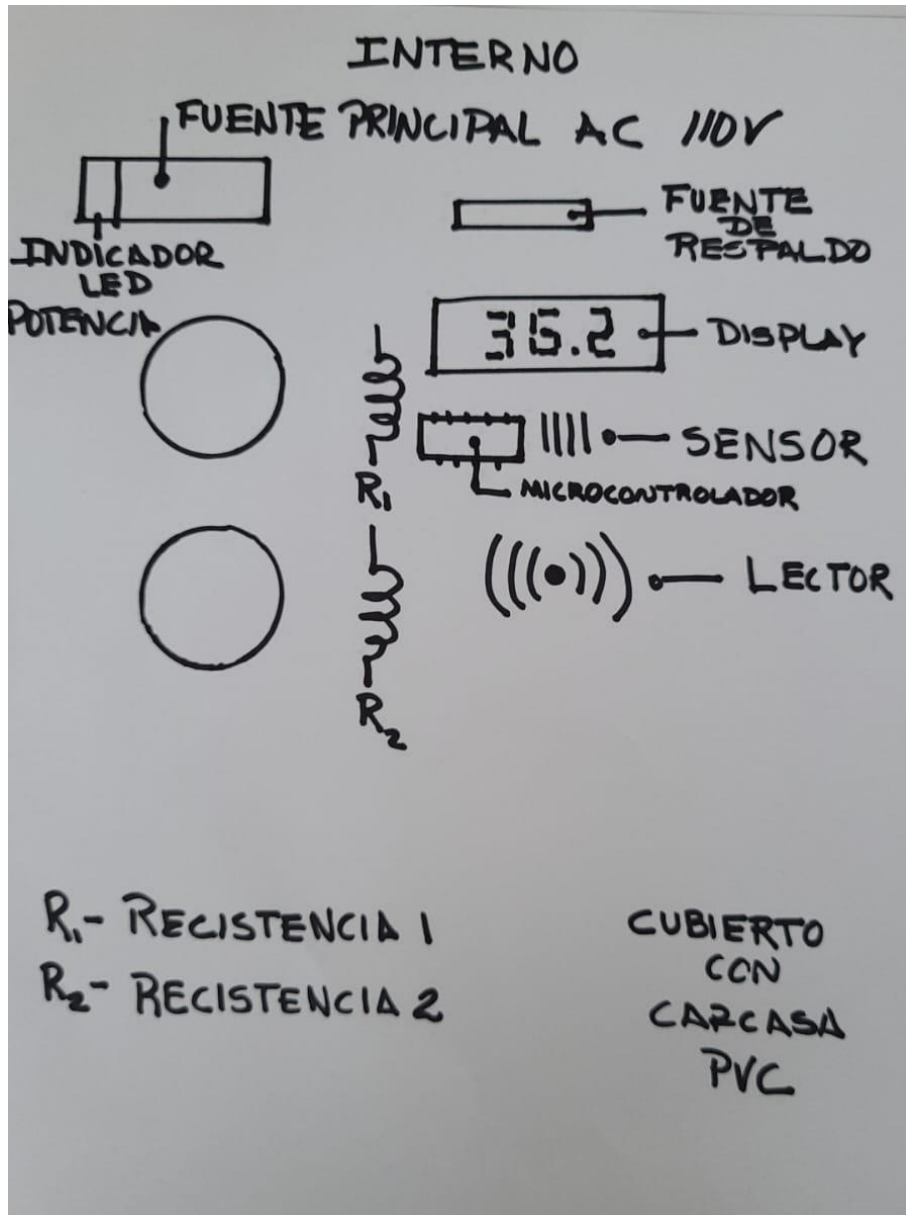 INTERNO
FUENTE PRINCIPAL AC 110V
FUENTE
DE
RESPALDO
INDICADOR
LED
POTENCIA
36.2
DISPLAY
SENSOR
MICROCONTROLADOR
R1
LECTOR
R2
R1- RECISTENCIA 1
R2- RECISTENCIA 2
CUBIERTO
CON
CARCASA
PVC